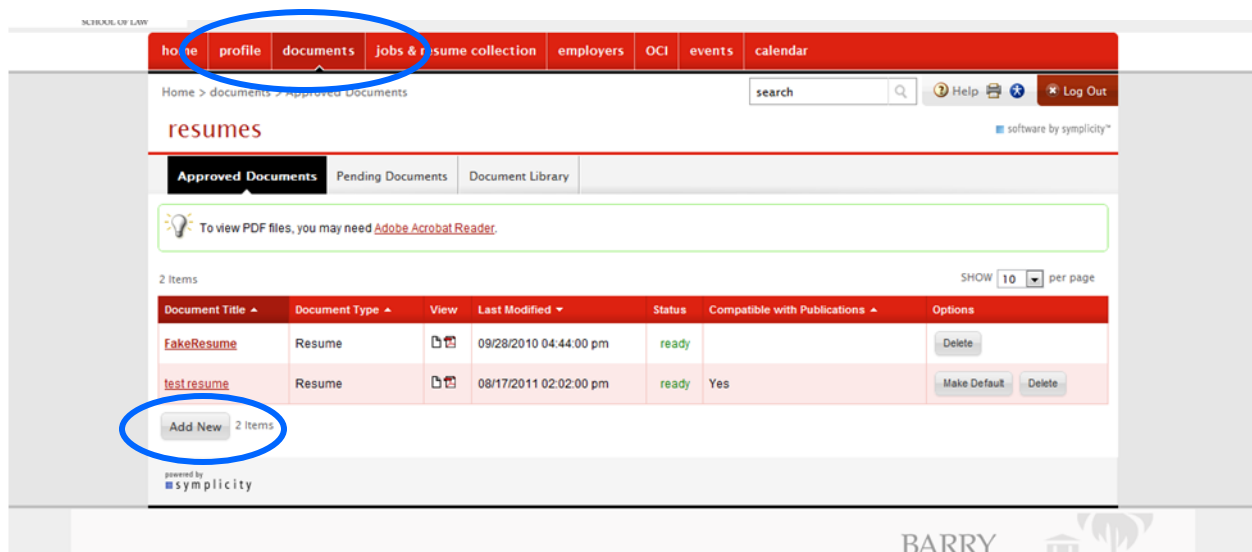 SCHOOL OF LAW
home profile documents jobs & resume collection employers OCI events calendar
Home > documents > Approved Documents
search
Help
Log Out
resumes
software by symplicity™
Approved Documents Pending Documents Document Library
To view PDF files, you may need Adobe Acrobat Reader.
2 Items
SHOW 10 per page
Document Title Document Type View Last Modified Status Compatible with Publications Options
FakeResume Resume 09/28/2010 04:44:00 pm ready Delete
test resume Resume 08/17/2011 02:02:00 pm ready Yes Make Default Delete
Add New 2 Items
powered by
symplicity
BARRY